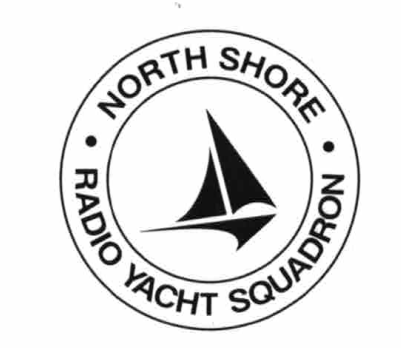 NORTH SHORE
RADIO YACHT SQUADRON